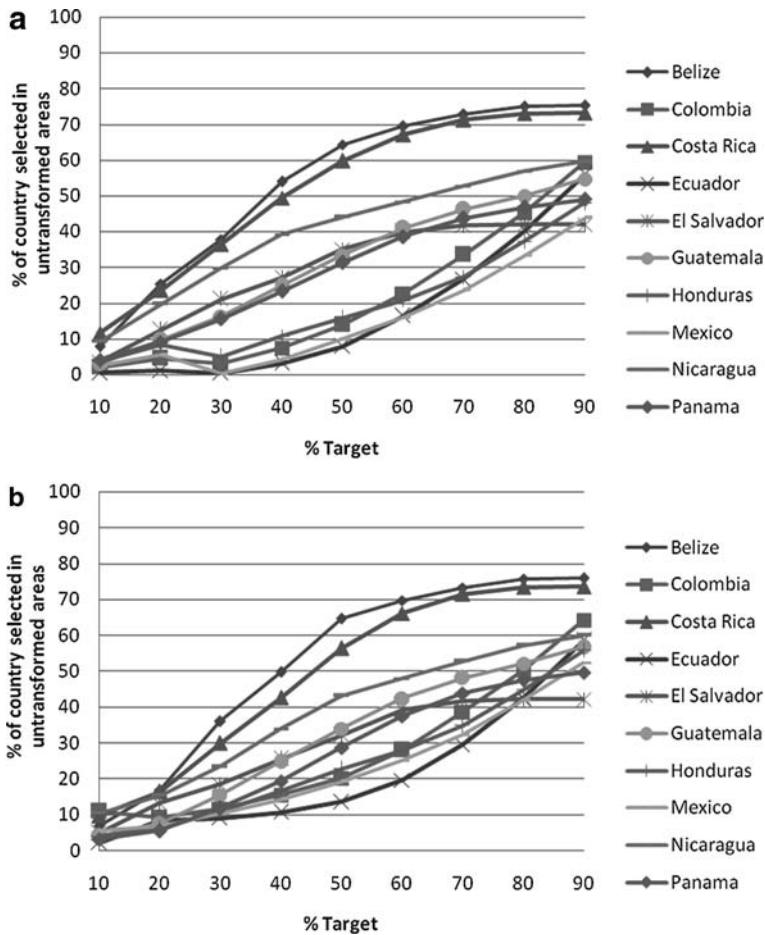 a
% of country selected in
untransformed areas
100
90
80
70
60
50
40
30
20
10
0
10 20 30 40 50 60 70 80 90
% Target
Belize
Colombia
Costa Rica
Ecuador
El Salvador
Guatemala
Honduras
Mexico
Nicaragua
Panama
b
% of country selected in
untransformed areas
100
90
80
70
60
50
40
30
20
10
0
10 20 30 40 50 60 70 80 90
% Target
Belize
Colombia
Costa Rica
Ecuador
El Salvador
Guatemala
Honduras
Mexico
Nicaragua
Panama